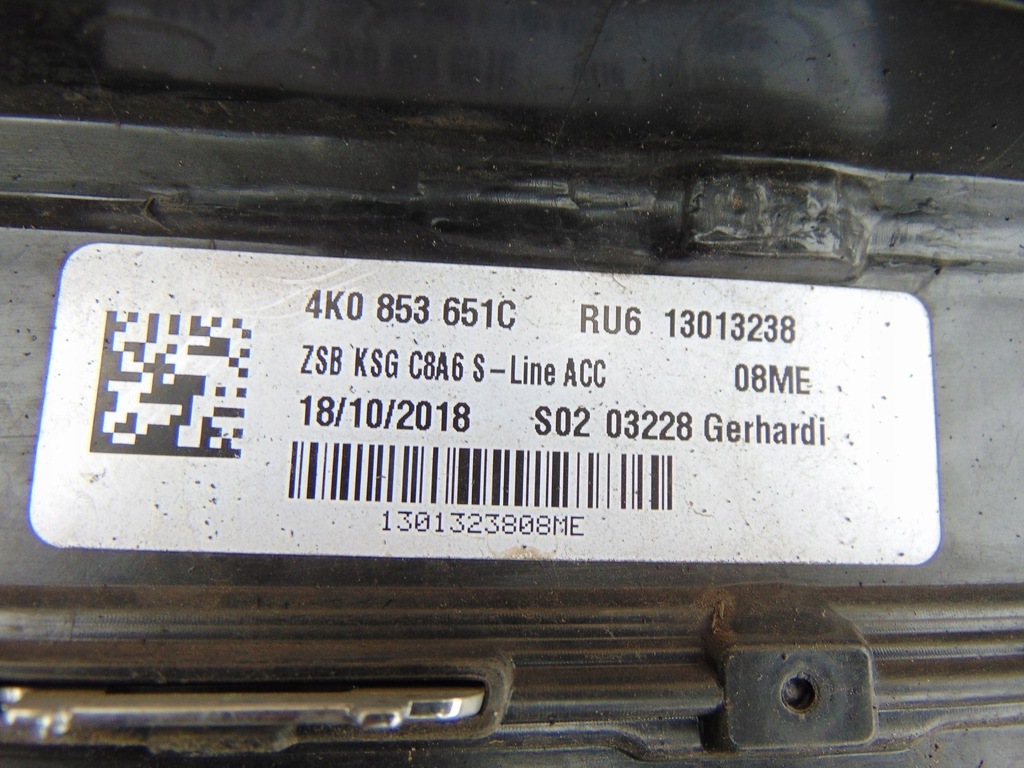 4K0 853 651C RU6 13013238
ZSB KSG C8A6 S-Line ACC 08ME
18/10/2018 S02 03228 Gerhardi
1301323808ME